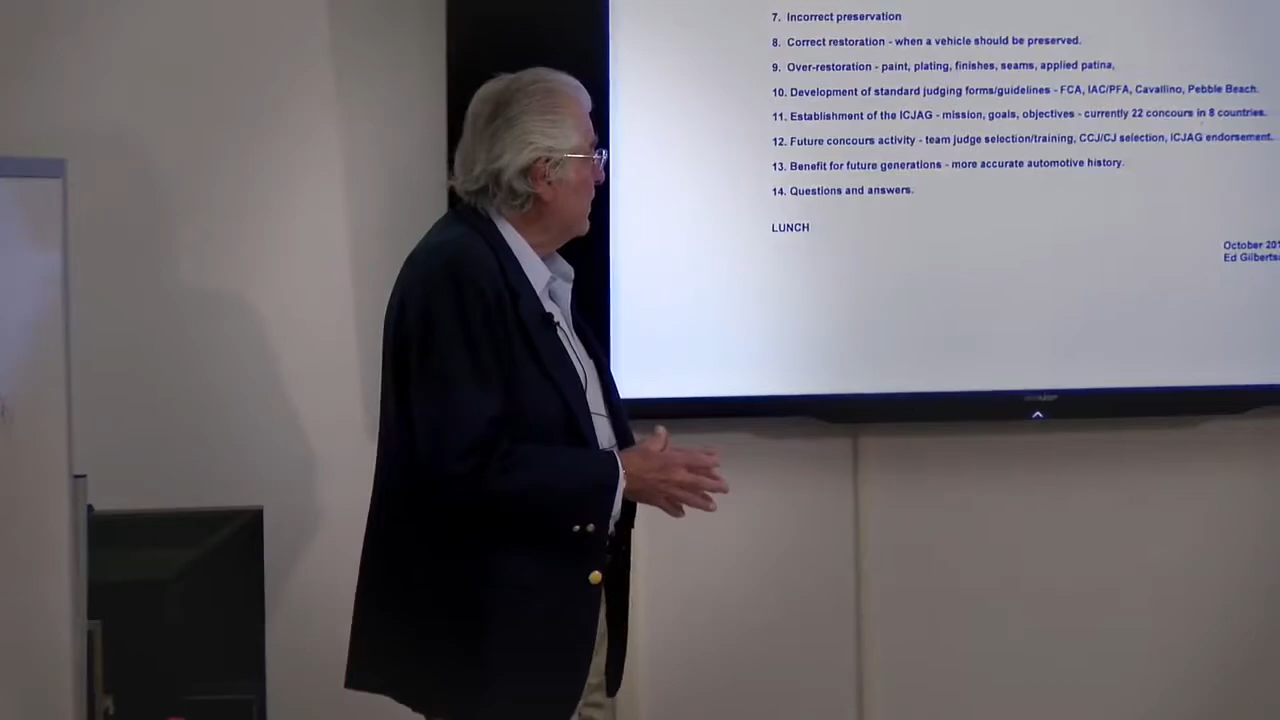 7. Incorrect preservation
8. Correct restoration - when a vehicle should be preserved.
9. Over-restoration - paint, plating, finishes, seams, applied patina,
10. Development of standard judging forms/guidelines - FCA, IAC/PFA, Cavallino, Pebble Beach.
11. Establishment of the ICJAG - mission, goals, objectives - currently 22 concours in 8 countries.
12. Future concours activity - team judge selection/training, CCJ/CJ selection, ICJAG endorsement.
13. Benefit for future generations - more accurate automotive history.
14. Questions and answers.
LUNCH
October 201
Ed Gilberts